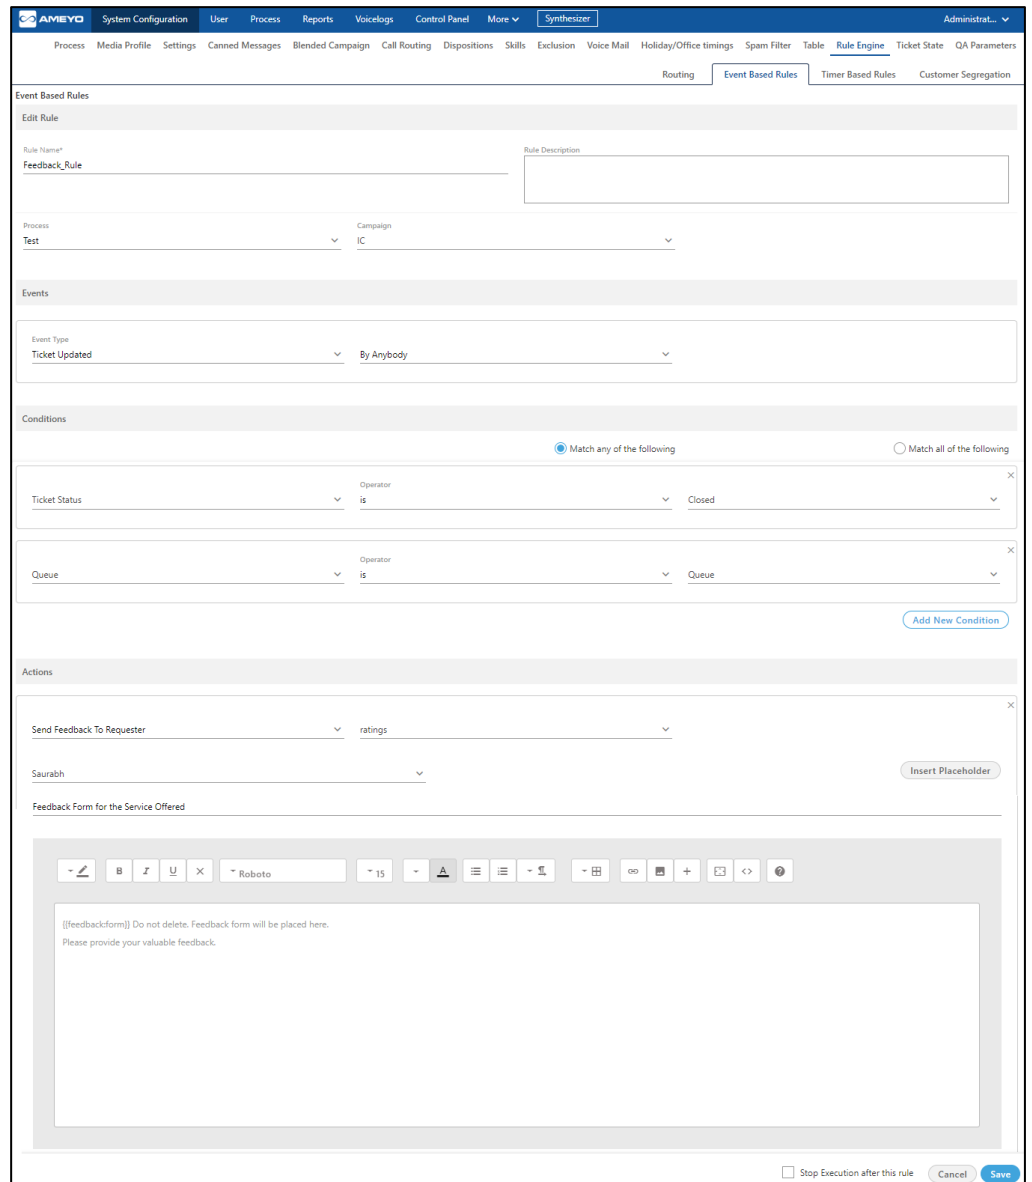 AMEYO System Configuration User Process Reports Voicelogs Control Panel More Synthesizer Administrat...
Process Media Profile Settings Canned Messages Blended Campaign Call Routing Dispositions Skills Exclusion Voice Mail Holiday/Office timings Spam Filter Table Rule Engine Ticket State QA Parameters
Routing Event Based Rules Timer Based Rules Customer Segregation
Event Based Rules
Edit Rule
Rule Name* Rule Description
Feedback_Rule
Process Campaign
Test IC
Events
Event Type
Ticket Updated By Anybody
Conditions
Match any of the following Match all of the following
Operator
Ticket Status is Closed
Operator
Queue is Queue
Add New Condition
Actions
Send Feedback To Requester ratings
Saurabh Insert Placeholder
Feedback Form for the Service Offered
B I U Roboto 15 A
{{feedback:form}} Do not delete. Feedback form will be placed here.
Please provide your valuable feedback.
Stop Execution after this rule Cancel Save